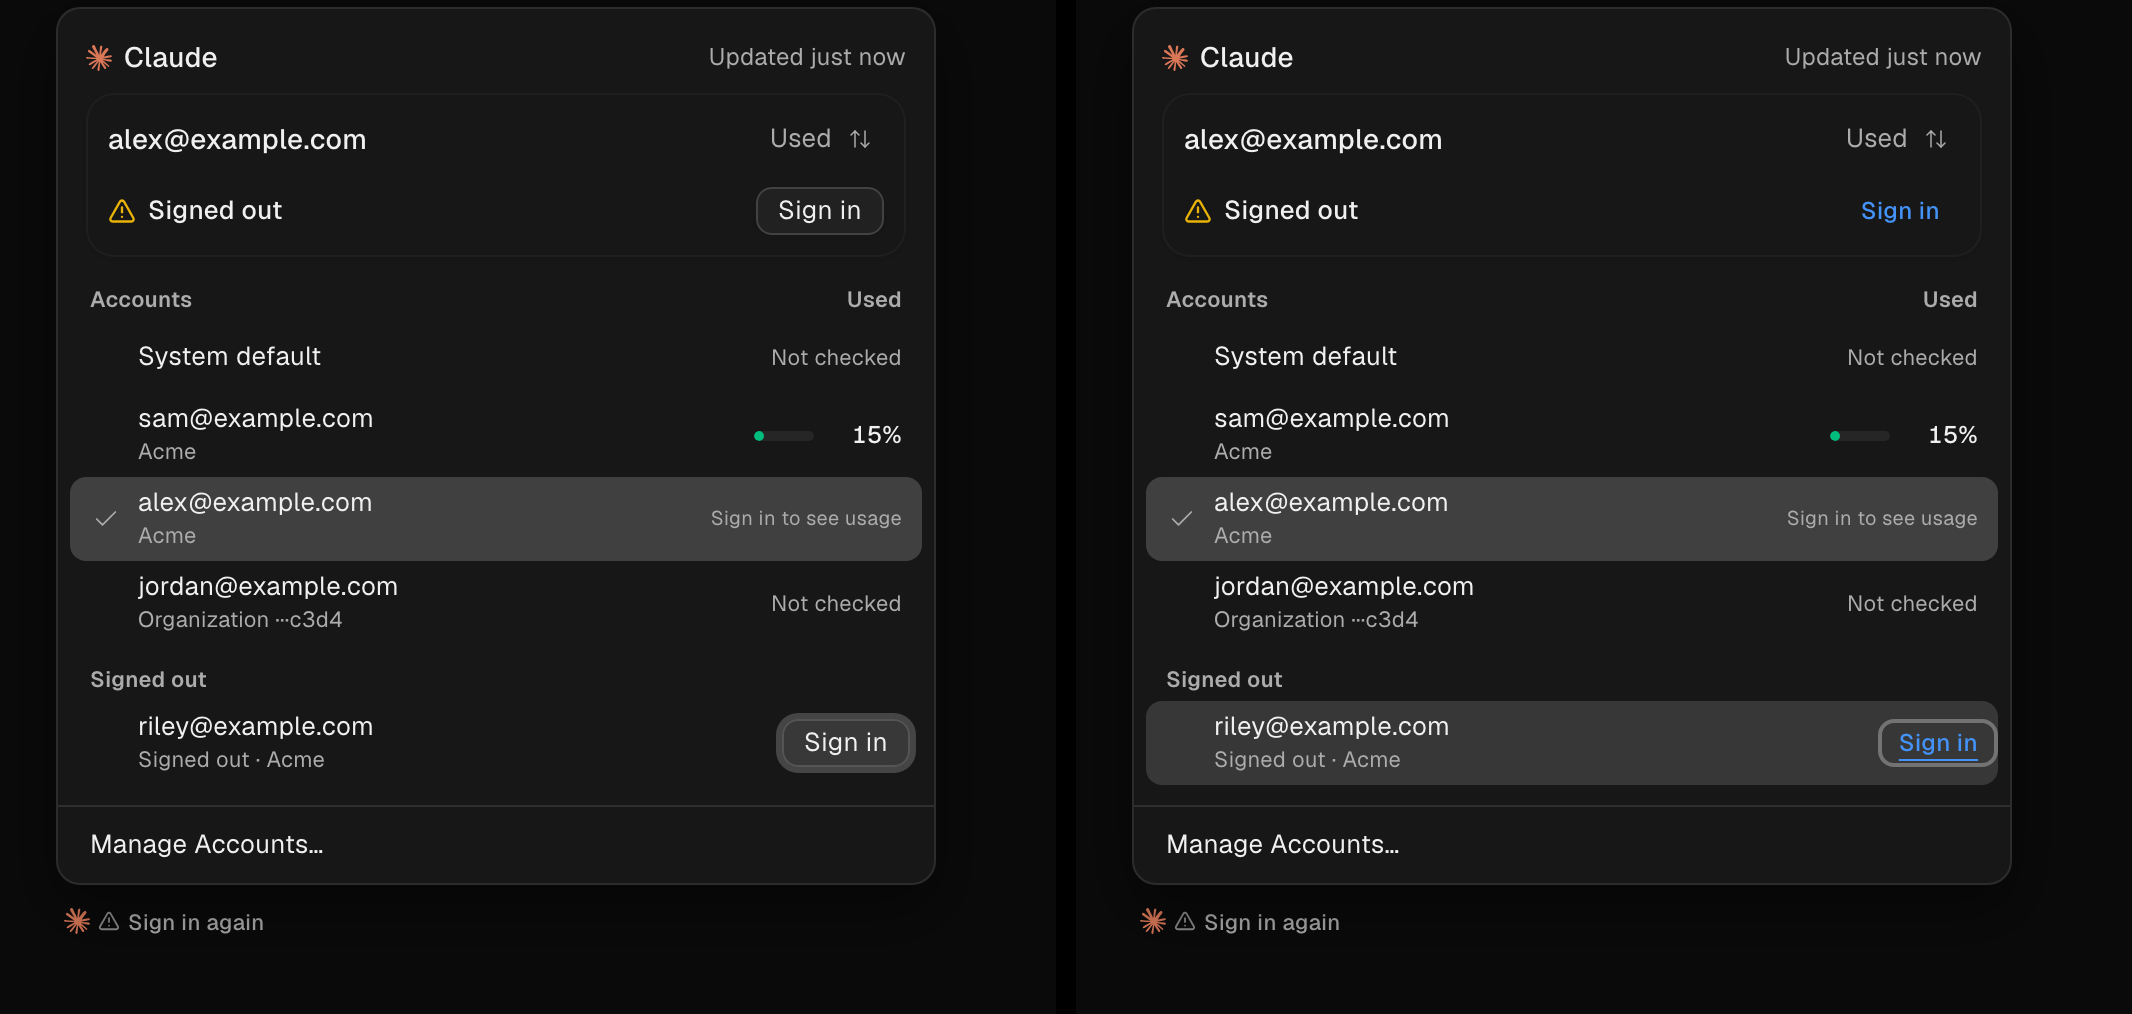 Claude
Updated just now
alex@example.com
Used
Signed out
Sign in
Accounts
Used
System default
Not checked
sam@example.com
Acme
15%
alex@example.com
Acme
Sign in to see usage
jordan@example.com
Organization ···c3d4
Not checked
Signed out
riley@example.com
Signed out · Acme
Sign in
Manage Accounts...
Sign in again
Claude
Updated just now
alex@example.com
Used
Signed out
Sign in
Accounts
Used
System default
Not checked
sam@example.com
Acme
15%
alex@example.com
Acme
Sign in to see usage
jordan@example.com
Organization ···c3d4
Not checked
Signed out
riley@example.com
Signed out · Acme
Sign in
Manage Accounts...
Sign in again